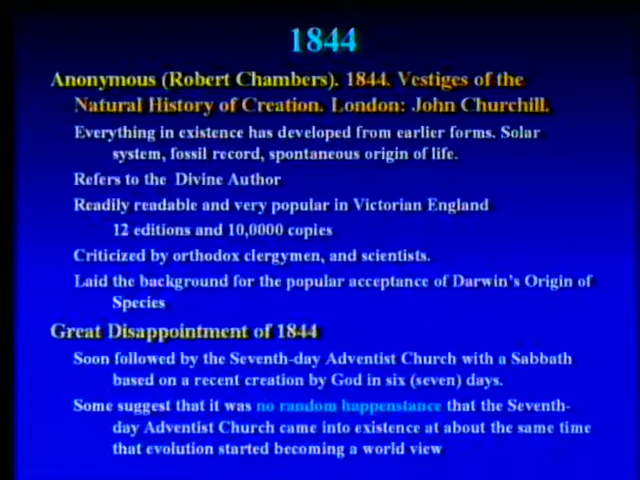 1844
Anonymous (Robert Chambers). 1844. Vestiges of the
Natural History of Creation. London: John Churchill.
Everything in existence has developed from earlier forms. Solar
system, fossil record, spontaneous origin of life.
Refers to the Divine Author
Readily readable and very popular in Victorian England
12 editions and 10,0000 copies
Criticized by orthodox clergymen, and scientists.
Laid the background for the popular acceptance of Darwin's Origin of
Species
Great Disappointment of 1844
Soon followed by the Seventh-day Adventist Church with a Sabbath
based on a recent creation by God in six (seven) days.
Some suggest that it was no random happenstance that the Seventh-
day Adventist Church came into existence at about the same time
that evolution started becoming a world view